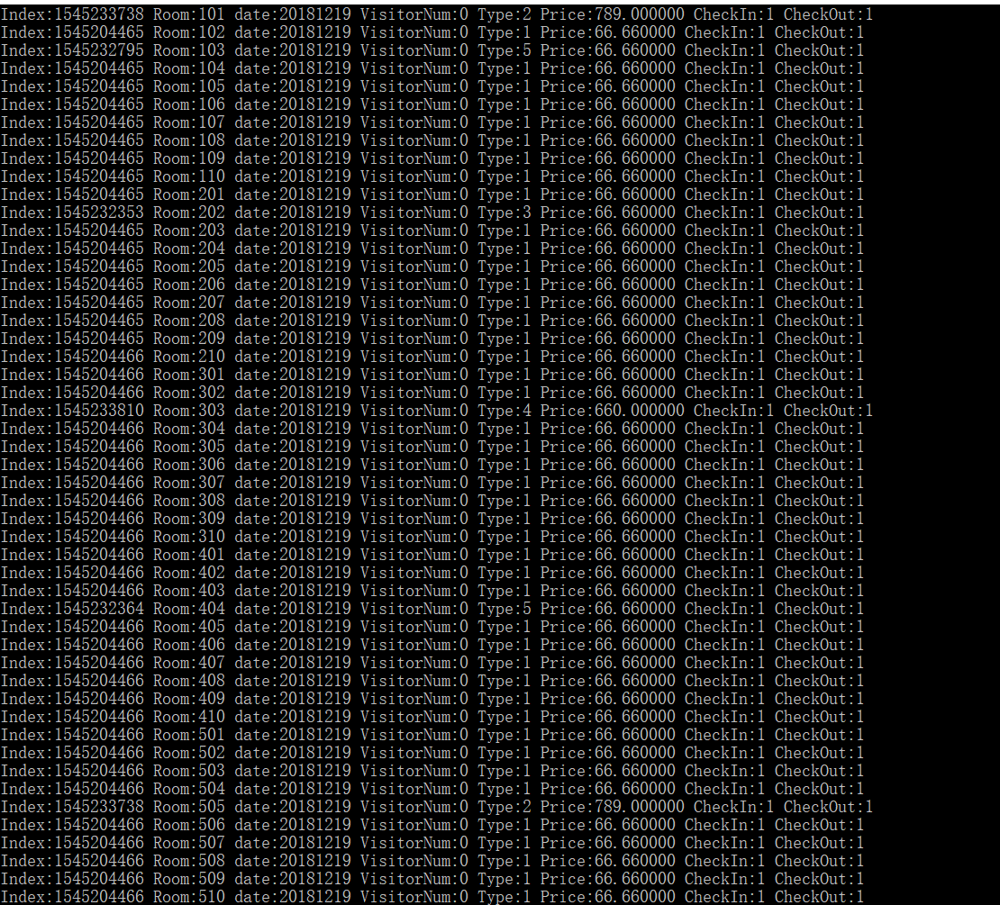 Index:1545233738 Room:101 date:20181219 VisitorNum:0 Type:2 Price:789.000000 CheckIn:1 CheckOut:1
Index:1545204465 Room:102 date:20181219 VisitorNum:0 Type:1 Price:66.660000 CheckIn:1 CheckOut:1
Index:1545232795 Room:103 date:20181219 VisitorNum:0 Type:5 Price:66.660000 CheckIn:1 CheckOut:1
Index:1545204465 Room:104 date:20181219 VisitorNum:0 Type:1 Price:66.660000 CheckIn:1 CheckOut:1
Index:1545204465 Room:105 date:20181219 VisitorNum:0 Type:1 Price:66.660000 CheckIn:1 CheckOut:1
Index:1545204465 Room:106 date:20181219 VisitorNum:0 Type:1 Price:66.660000 CheckIn:1 CheckOut:1
Index:1545204465 Room:107 date:20181219 VisitorNum:0 Type:1 Price:66.660000 CheckIn:1 CheckOut:1
Index:1545204465 Room:108 date:20181219 VisitorNum:0 Type:1 Price:66.660000 CheckIn:1 CheckOut:1
Index:1545204465 Room:109 date:20181219 VisitorNum:0 Type:1 Price:66.660000 CheckIn:1 CheckOut:1
Index:1545204465 Room:110 date:20181219 VisitorNum:0 Type:1 Price:66.660000 CheckIn:1 CheckOut:1
Index:1545204465 Room:201 date:20181219 VisitorNum:0 Type:1 Price:66.660000 CheckIn:1 CheckOut:1
Index:1545232353 Room:202 date:20181219 VisitorNum:0 Type:3 Price:66.660000 CheckIn:1 CheckOut:1
Index:1545204465 Room:203 date:20181219 VisitorNum:0 Type:1 Price:66.660000 CheckIn:1 CheckOut:1
Index:1545204465 Room:204 date:20181219 VisitorNum:0 Type:1 Price:66.660000 CheckIn:1 CheckOut:1
Index:1545204465 Room:205 date:20181219 VisitorNum:0 Type:1 Price:66.660000 CheckIn:1 CheckOut:1
Index:1545204465 Room:206 date:20181219 VisitorNum:0 Type:1 Price:66.660000 CheckIn:1 CheckOut:1
Index:1545204465 Room:207 date:20181219 VisitorNum:0 Type:1 Price:66.660000 CheckIn:1 CheckOut:1
Index:1545204465 Room:208 date:20181219 VisitorNum:0 Type:1 Price:66.660000 CheckIn:1 CheckOut:1
Index:1545204465 Room:209 date:20181219 VisitorNum:0 Type:1 Price:66.660000 CheckIn:1 CheckOut:1
Index:1545204466 Room:210 date:20181219 VisitorNum:0 Type:1 Price:66.660000 CheckIn:1 CheckOut:1
Index:1545204466 Room:301 date:20181219 VisitorNum:0 Type:1 Price:66.660000 CheckIn:1 CheckOut:1
Index:1545204466 Room:302 date:20181219 VisitorNum:0 Type:1 Price:66.660000 CheckIn:1 CheckOut:1
Index:1545233810 Room:303 date:20181219 VisitorNum:0 Type:4 Price:660.000000 CheckIn:1 CheckOut:1
Index:1545204466 Room:304 date:20181219 VisitorNum:0 Type:1 Price:66.660000 CheckIn:1 CheckOut:1
Index:1545204466 Room:305 date:20181219 VisitorNum:0 Type:1 Price:66.660000 CheckIn:1 CheckOut:1
Index:1545204466 Room:306 date:20181219 VisitorNum:0 Type:1 Price:66.660000 CheckIn:1 CheckOut:1
Index:1545204466 Room:307 date:20181219 VisitorNum:0 Type:1 Price:66.660000 CheckIn:1 CheckOut:1
Index:1545204466 Room:308 date:20181219 VisitorNum:0 Type:1 Price:66.660000 CheckIn:1 CheckOut:1
Index:1545204466 Room:309 date:20181219 VisitorNum:0 Type:1 Price:66.660000 CheckIn:1 CheckOut:1
Index:1545204466 Room:310 date:20181219 VisitorNum:0 Type:1 Price:66.660000 CheckIn:1 CheckOut:1
Index:1545204466 Room:401 date:20181219 VisitorNum:0 Type:1 Price:66.660000 CheckIn:1 CheckOut:1
Index:1545204466 Room:402 date:20181219 VisitorNum:0 Type:1 Price:66.660000 CheckIn:1 CheckOut:1
Index:1545204466 Room:403 date:20181219 VisitorNum:0 Type:1 Price:66.660000 CheckIn:1 CheckOut:1
Index:1545232364 Room:404 date:20181219 VisitorNum:0 Type:5 Price:66.660000 CheckIn:1 CheckOut:1
Index:1545204466 Room:405 date:20181219 VisitorNum:0 Type:1 Price:66.660000 CheckIn:1 CheckOut:1
Index:1545204466 Room:406 date:20181219 VisitorNum:0 Type:1 Price:66.660000 CheckIn:1 CheckOut:1
Index:1545204466 Room:407 date:20181219 VisitorNum:0 Type:1 Price:66.660000 CheckIn:1 CheckOut:1
Index:1545204466 Room:408 date:20181219 VisitorNum:0 Type:1 Price:66.660000 CheckIn:1 CheckOut:1
Index:1545204466 Room:409 date:20181219 VisitorNum:0 Type:1 Price:66.660000 CheckIn:1 CheckOut:1
Index:1545204466 Room:410 date:20181219 VisitorNum:0 Type:1 Price:66.660000 CheckIn:1 CheckOut:1
Index:1545204466 Room:501 date:20181219 VisitorNum:0 Type:1 Price:66.660000 CheckIn:1 CheckOut:1
Index:1545204466 Room:502 date:20181219 VisitorNum:0 Type:1 Price:66.660000 CheckIn:1 CheckOut:1
Index:1545204466 Room:503 date:20181219 VisitorNum:0 Type:1 Price:66.660000 CheckIn:1 CheckOut:1
Index:1545204466 Room:504 date:20181219 VisitorNum:0 Type:1 Price:66.660000 CheckIn:1 CheckOut:1
Index:1545233738 Room:505 date:20181219 VisitorNum:0 Type:2 Price:789.000000 CheckIn:1 CheckOut:1
Index:1545204466 Room:506 date:20181219 VisitorNum:0 Type:1 Price:66.660000 CheckIn:1 CheckOut:1
Index:1545204466 Room:507 date:20181219 VisitorNum:0 Type:1 Price:66.660000 CheckIn:1 CheckOut:1
Index:1545204466 Room:508 date:20181219 VisitorNum:0 Type:1 Price:66.660000 CheckIn:1 CheckOut:1
Index:1545204466 Room:509 date:20181219 VisitorNum:0 Type:1 Price:66.660000 CheckIn:1 CheckOut:1
Index:1545204466 Room:510 date:20181219 VisitorNum:0 Type:1 Price:66.660000 CheckIn:1 CheckOut:1